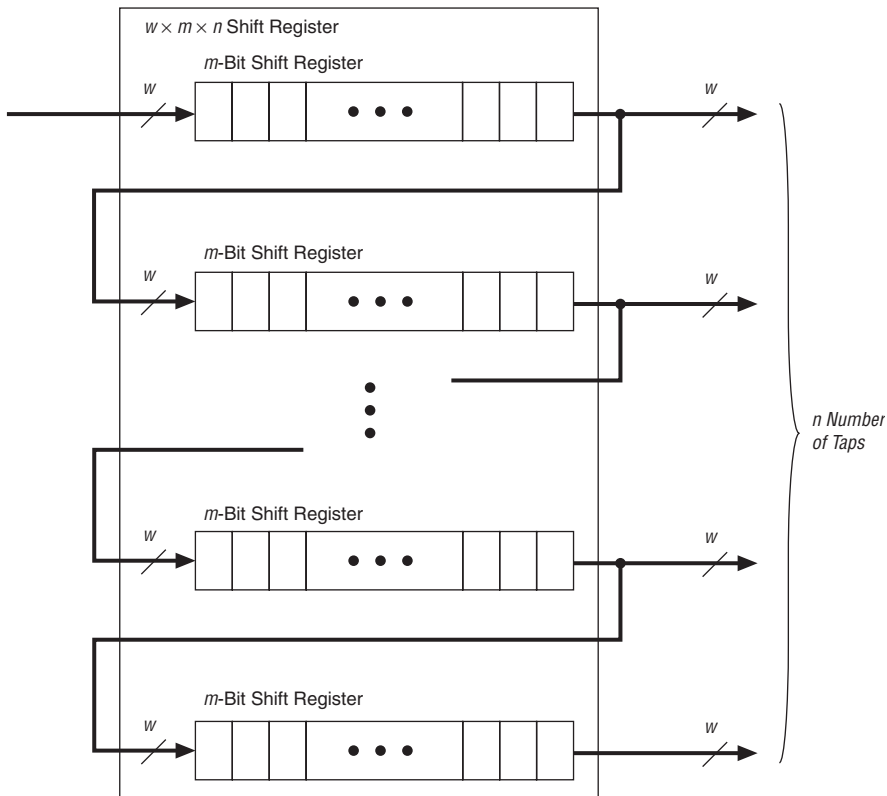 w × m × n Shift Register
m-Bit Shift Register
w
w
m-Bit Shift Register
w
w
n Number
of Taps
m-Bit Shift Register
w
w
m-Bit Shift Register
w
w